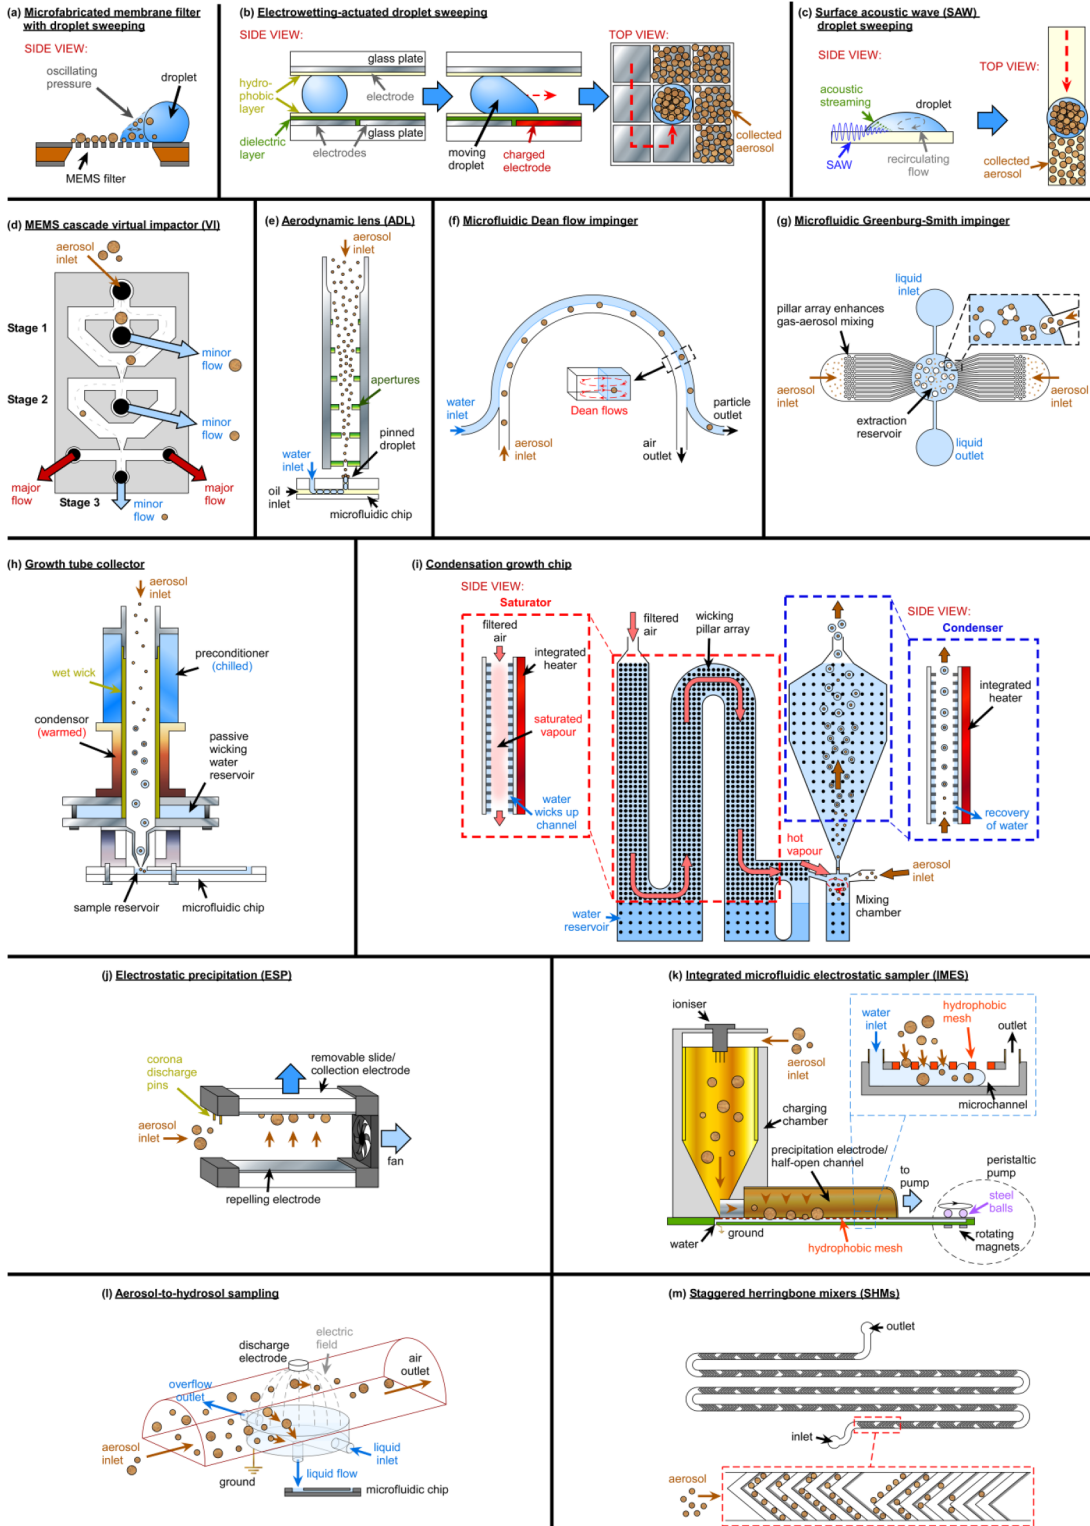 (a) Microfabricated membrane filter
with droplet sweeping
SIDE VIEW:
oscillating
pressure
droplet
MEMS filter
(b) Electrowetting-actuated droplet sweeping
SIDE VIEW:
TOP VIEW:
glass plate
hydro-
phobic
layer
electrode
dielectric
layer
electrodes
glass plate
moving
droplet
charged
electrode
collected
aerosol
(c) Surface acoustic wave (SAW)
droplet sweeping
SIDE VIEW:
TOP VIEW:
acoustic
streaming
droplet
SAW
recirculating
flow
collected
aerosol
(d) MEMS cascade virtual impactor (VI)
aerosol
inlet
Stage 1
minor
flow
Stage 2
minor
flow
major
flow
Stage 3
minor
flow
major
flow
(e) Aerodynamic lens (ADL)
aerosol
inlet
apertures
pinned
droplet
water
inlet
oil
inlet
microfluidic chip
(f) Microfluidic Dean flow impinger
water
inlet
aerosol
inlet
Dean flows
particle
outlet
air
outlet
(g) Microfluidic Greenburg-Smith impinger
liquid
inlet
pillar array enhances
gas-aerosol mixing
aerosol
inlet
aerosol
inlet
extraction
reservoir
liquid
outlet
(h) Growth tube collector
aerosol
inlet
preconditioner
(chilled)
wet wick
condensor
(warmed)
passive
wicking
water
reservoir
sample reservoir
microfluidic chip
(i) Condensation growth chip
SIDE VIEW:
Saturator
filtered
air
integrated
heater
saturated
vapour
water
wicks up
channel
filtered
air
wicking
pillar array
SIDE VIEW:
Condenser
integrated
heater
recovery
of water
hot
vapour
aerosol
inlet
Mixing
chamber
water
reservoir
(j) Electrostatic precipitation (ESP)
corona
discharge
pins
removable slide/
collection electrode
aerosol
inlet
fan
repelling electrode
(k) Integrated microfluidic electrostatic sampler (IMES)
ioniser
aerosol
inlet
water
inlet
hydrophobic
mesh
outlet
microchannel
charging
chamber
precipitation electrode/
half-open channel
to
pump
peristaltic
pump
steel
balls
rotating
magnets
water
ground
hydrophobic mesh
(l) Aerosol-to-hydrosol sampling
discharge
electrode
electric
field
air
outlet
overflow
outlet
aerosol
inlet
ground
liquid
inlet
liquid flow
microfluidic chip
(m) Staggered herringbone mixers (SHMs)
outlet
inlet
aerosol